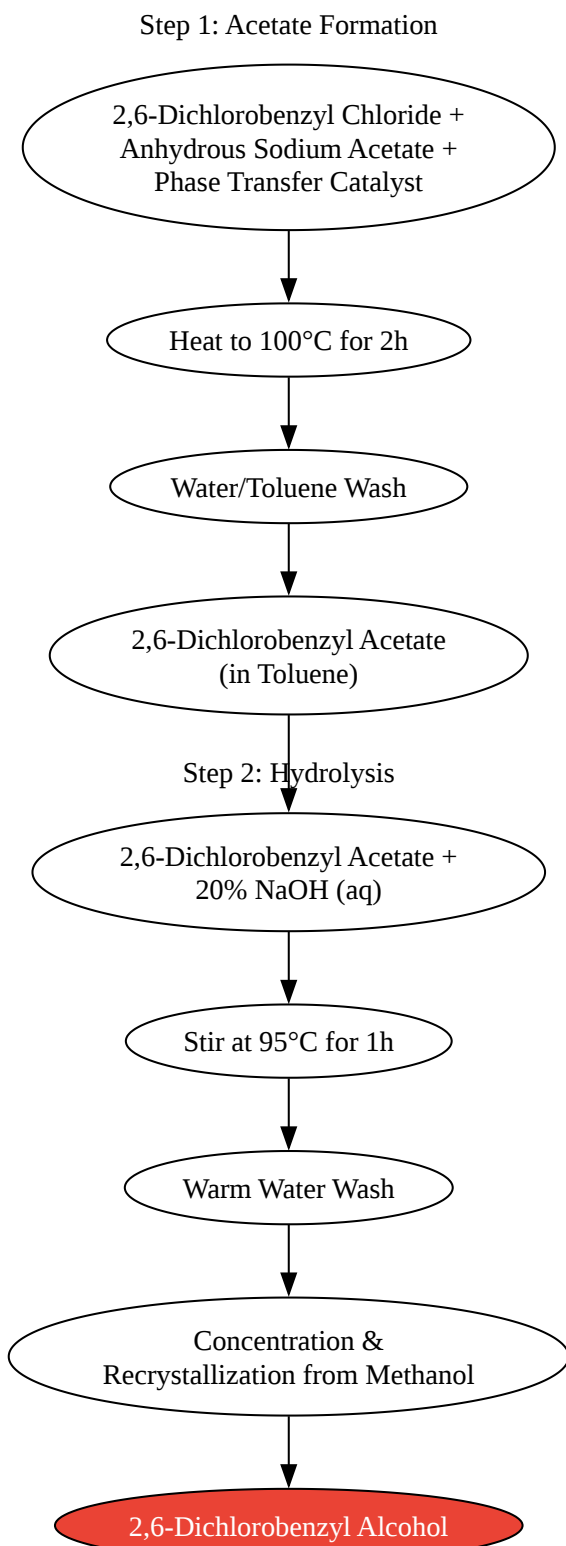 Step 1: Acetate Formation
2,6-Dichlorobenzyl Chloride +
Anhydrous Sodium Acetate +
Phase Transfer Catalyst
Heat to 100°C for 2h
Water/Toluene Wash
2,6-Dichlorobenzyl Acetate
(in Toluene)
Step 2: Hydrolysis
2,6-Dichlorobenzyl Acetate +
20% NaOH (aq)
Stir at 95°C for 1h
Warm Water Wash
Concentration &
Recrystallization from Methanol
2,6-Dichlorobenzyl Alcohol